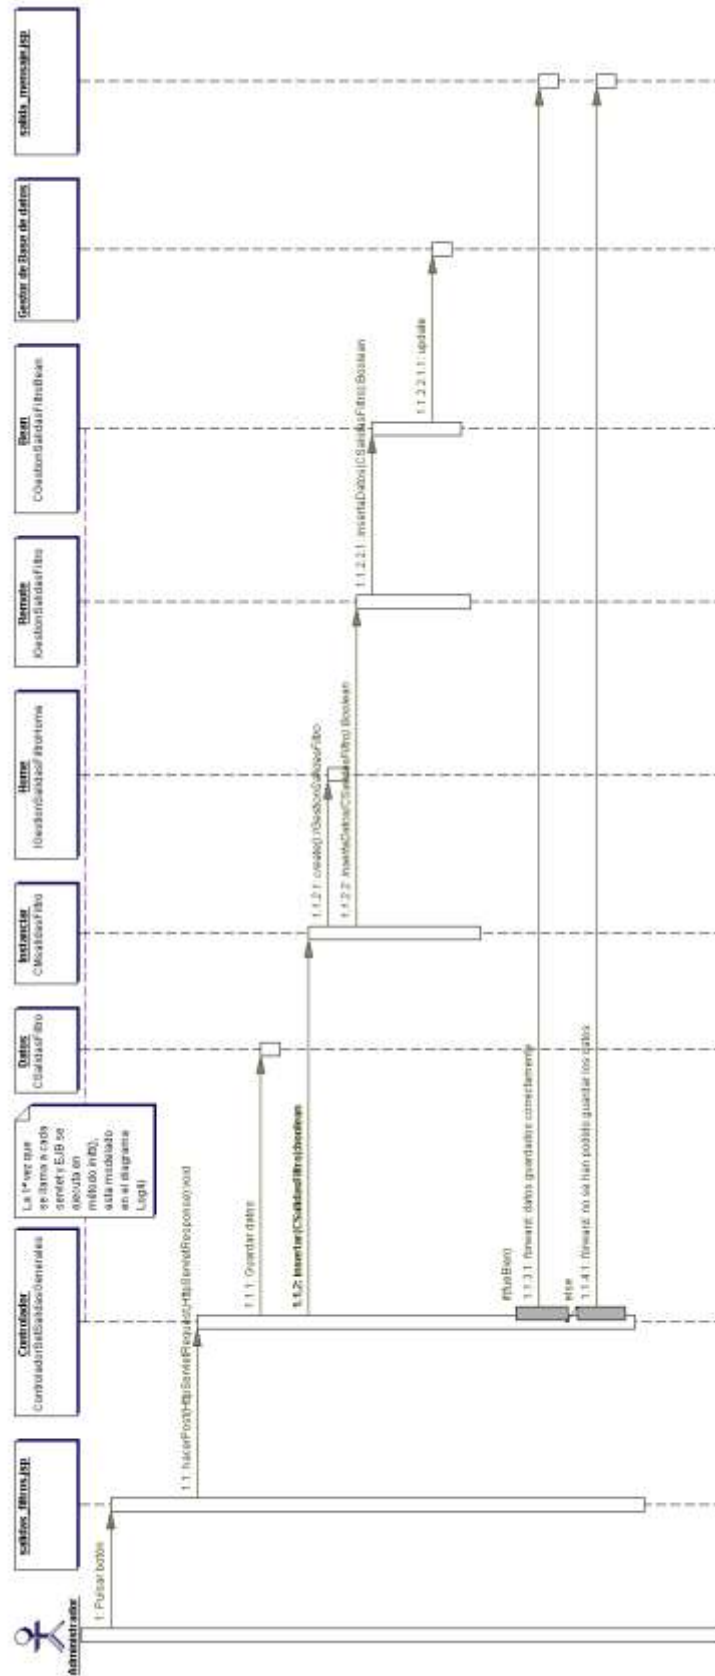 Administrador
salidas_filtros.jsp
Controlador
ControladorSelSalidasGenerales
La 1ª vez que
se llama a cada
servlet y EJB se
ejecuta en
método init(),
esta modelado
en el diagrama
Log4j
Datos
CSalidasFiltro
Instanciar
CMsalidasFiltro
Home
IGestionSalidasFiltroHome
Remote
IGestionSalidasFiltro
Bean
CGestionSalidasFiltroBean
Gestor de Base de datos
salida_mensaje.jsp
1: Pulsar botón
1.1: hacerPost(HttpServletRequest,HttpServletResponse):void
1.1.1: Guardar datos
1.1.2: insertar(CSalidasFiltro):boolean
1.1.2.1: create():IGestionSalidasFiltro
1.1.2.2: insertaDatos(CSalidasFiltro):Boolean
1.1.2.2.1: insertaDatos(CSalidasFiltro):Boolean
1.1.2.2.1.1: update
if(fueBien)
1.1.3.1: forward: datos guardados correctamente
else
1.1.4.1: forward: no se han podido guardar los datos